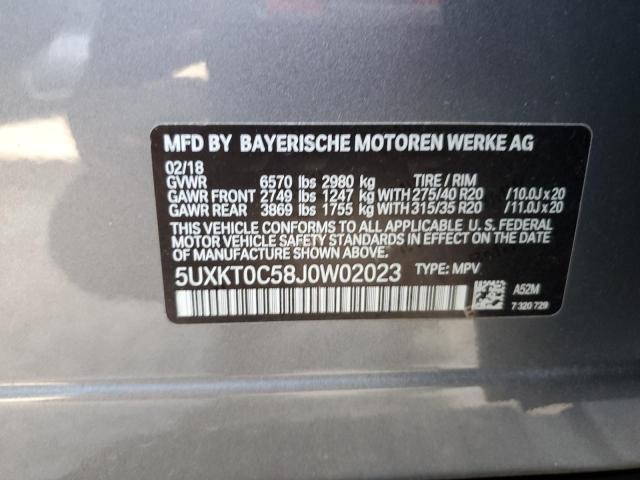 MFD BY BAYERISCHE MOTOREN WERKE AG
02/18
GVWR 6570 lbs 2980 kg TIRE / RIM
GAWR FRONT 2749 lbs 1247 kg WITH 275/40 R20 /10.0J x 20
GAWR REAR 3869 lbs 1755 kg WITH 315/35 R20 /11.0J x 20
THIS VEHICLE CONFORMS TO ALL APPLICABLE U. S. FEDERAL
MOTOR VEHICLE SAFETY STANDARDS IN EFFECT ON THE DATE
OF MANUFACTURE SHOWN ABOVE.
5UXKT0C58J0W02023 TYPE: MPV
A52M
7 320 729